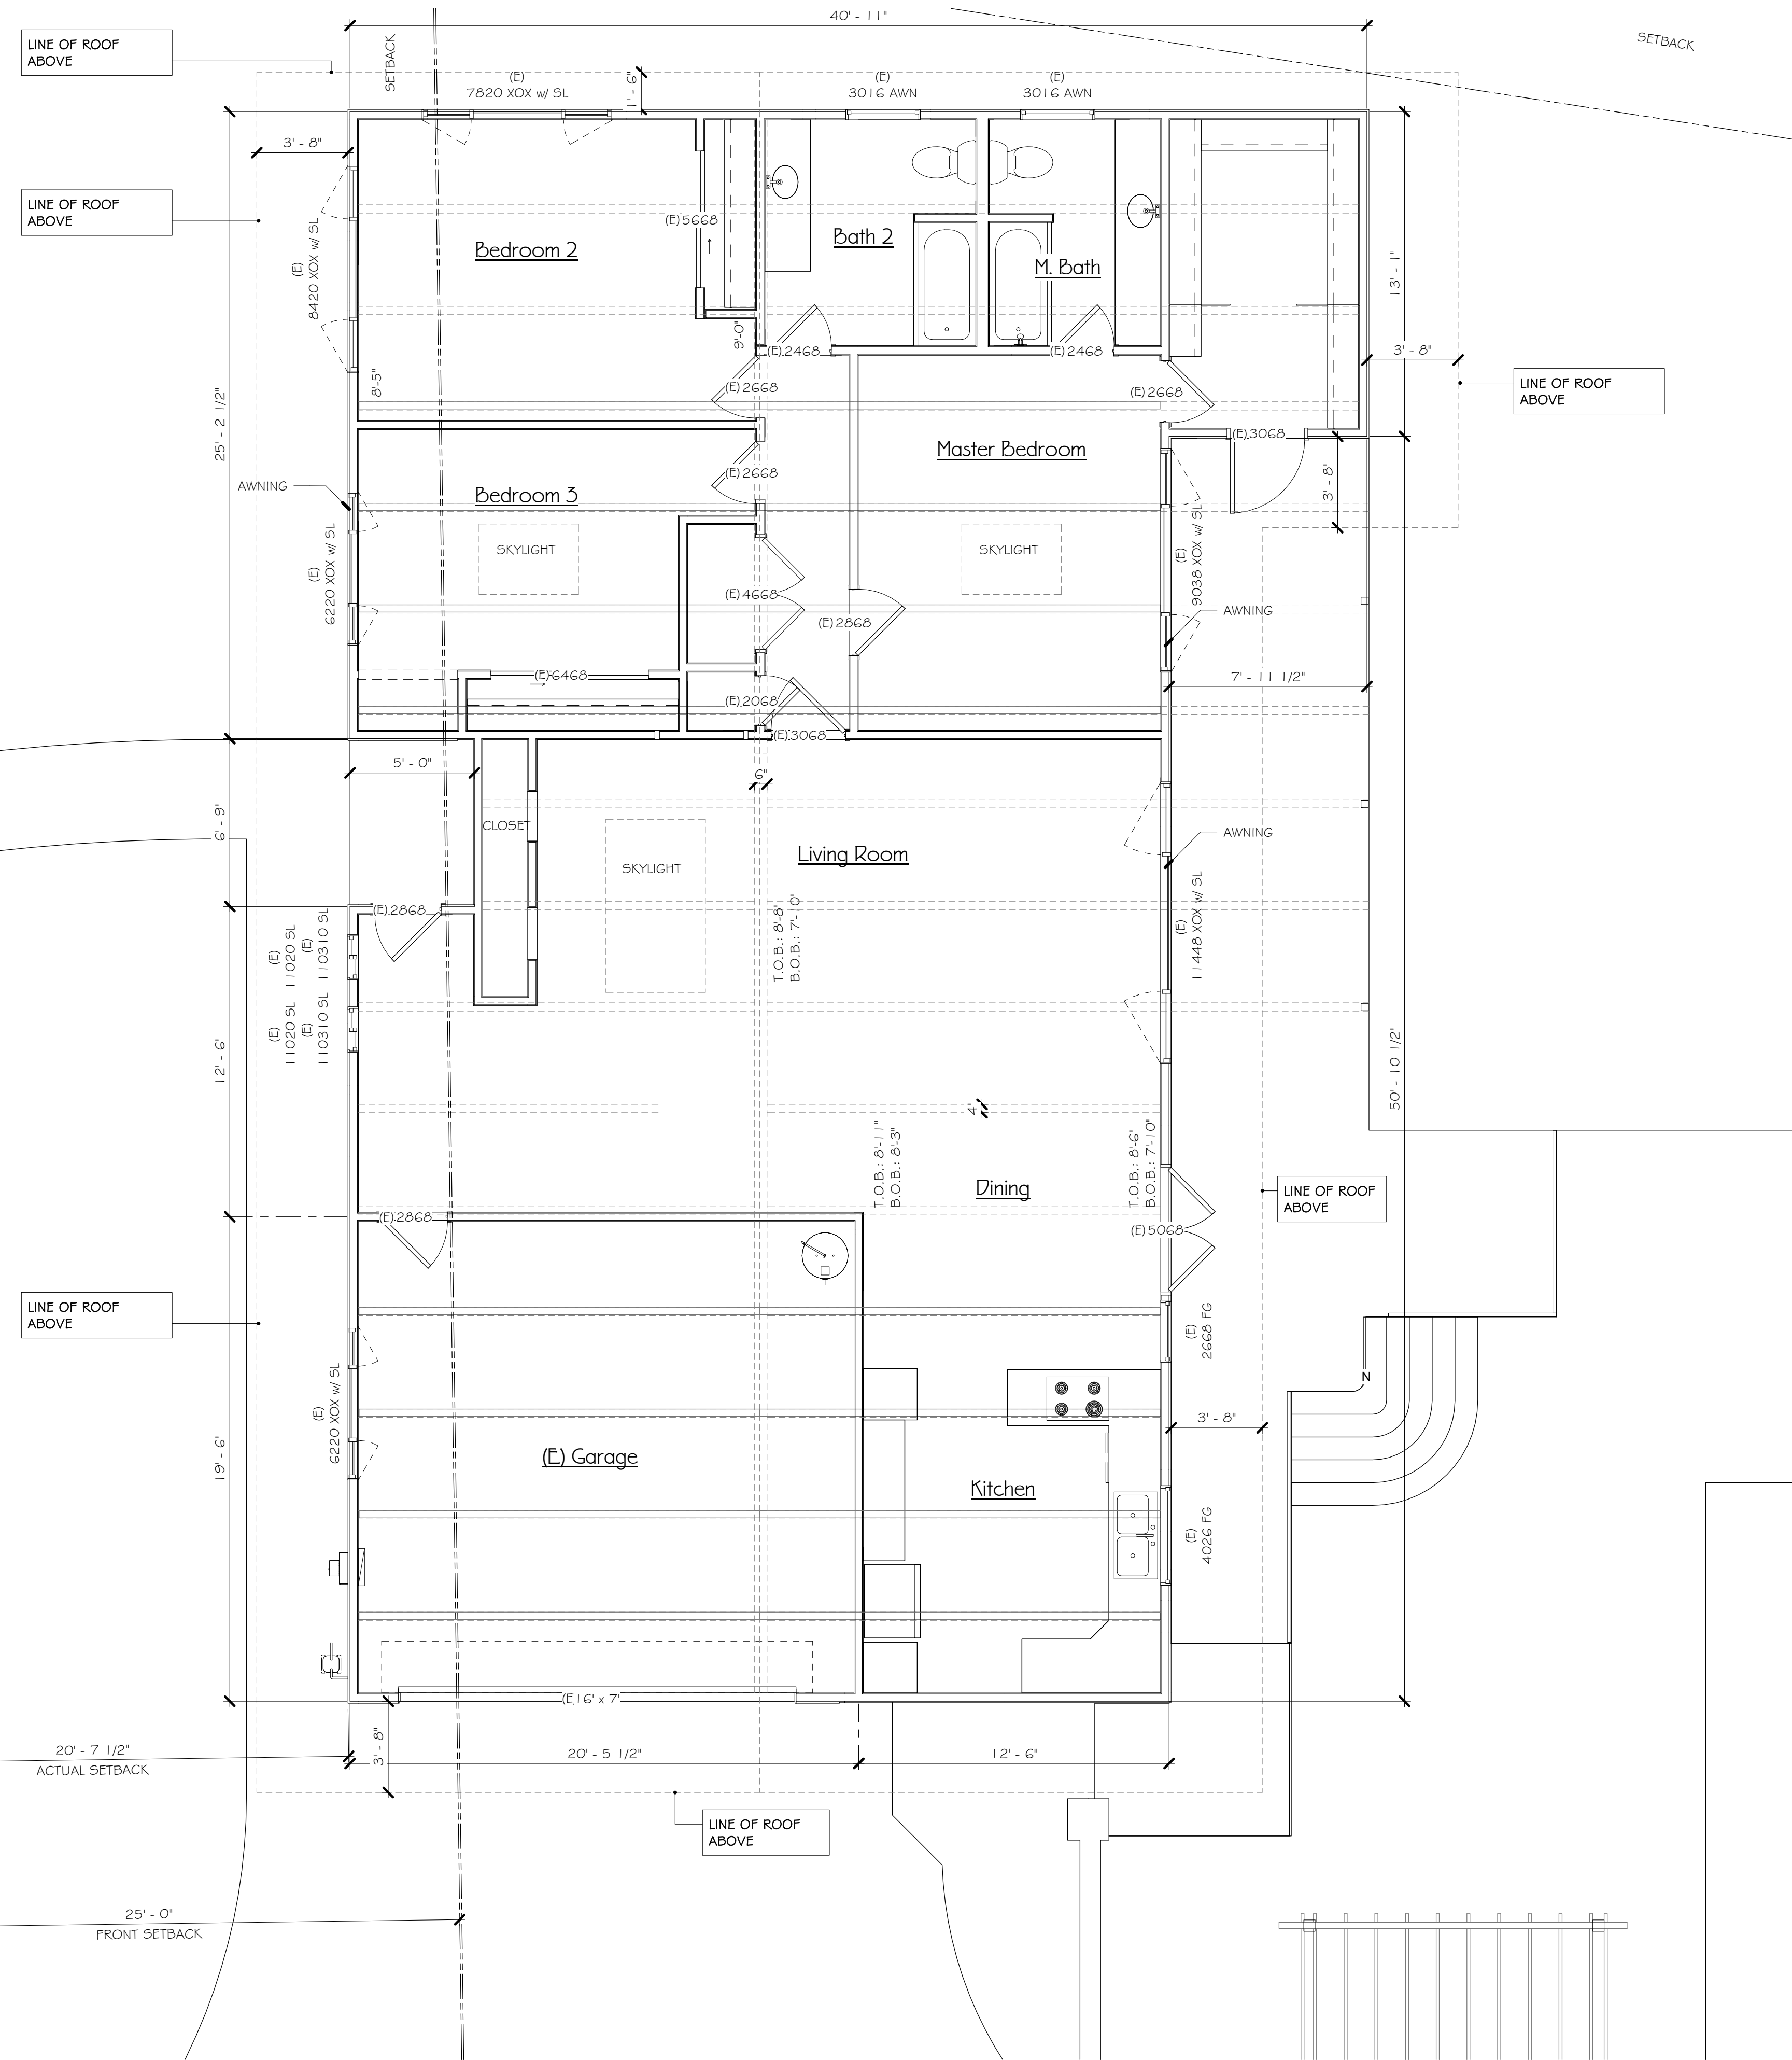 40' - 11"
LINE OF ROOF
ABOVE
SETBACK
SETBACK
(E)
7820 XOX w/ SL
1' - 6"
(E)
3016 AWN
(E)
3016 AWN
3' - 8"
LINE OF ROOF
ABOVE
(E)
8420 XOX w/ SL
(E) 5668
Bedroom 2
Bath 2
M. Bath
13' - 1"
9'-0"
(E) 2468
(E) 2468
3' - 8"
LINE OF ROOF
ABOVE
8'-5"
(E) 2668
(E) 2668
25' - 2 1/2"
(E) 3068
Master Bedroom
(E) 2668
3' - 8"
AWNING
Bedroom 3
SKYLIGHT
SKYLIGHT
(E)
6220 XOX w/ SL
(E)
9038 XOX w/ SL
(E) 4668
AWNING
(E) 2868
(E) 6468
7' - 11 1/2"
(E) 2068
(E) 3068
5' - 0"
6"
6' - 9"
CLOSET
AWNING
Living Room
SKYLIGHT
(E) 2868
(E)
11020 SL
(E)
110310 SL
(E)
11020 SL
(E)
110310 SL
T.O.B.: 8'-8"
B.O.B.: 7'-10"
(E)
11448 XOX w/ SL
12' - 6"
50' - 10 1/2"
4"
T.O.B.: 8'-11"
B.O.B.: 8'-3"
T.O.B.: 8'-6"
B.O.B.: 7'-10"
Dining
LINE OF ROOF
ABOVE
(E) 2868
(E) 5068
LINE OF ROOF
ABOVE
(E)
2668 FG
N
(E)
6220 XOX w/ SL
3' - 8"
19' - 6"
(E) Garage
Kitchen
(E)
4026 FG
(E)16' x 7'
3' - 8"
20' - 7 1/2"
ACTUAL SETBACK
20' - 5 1/2"
12' - 6"
LINE OF ROOF
ABOVE
25' - 0"
FRONT SETBACK